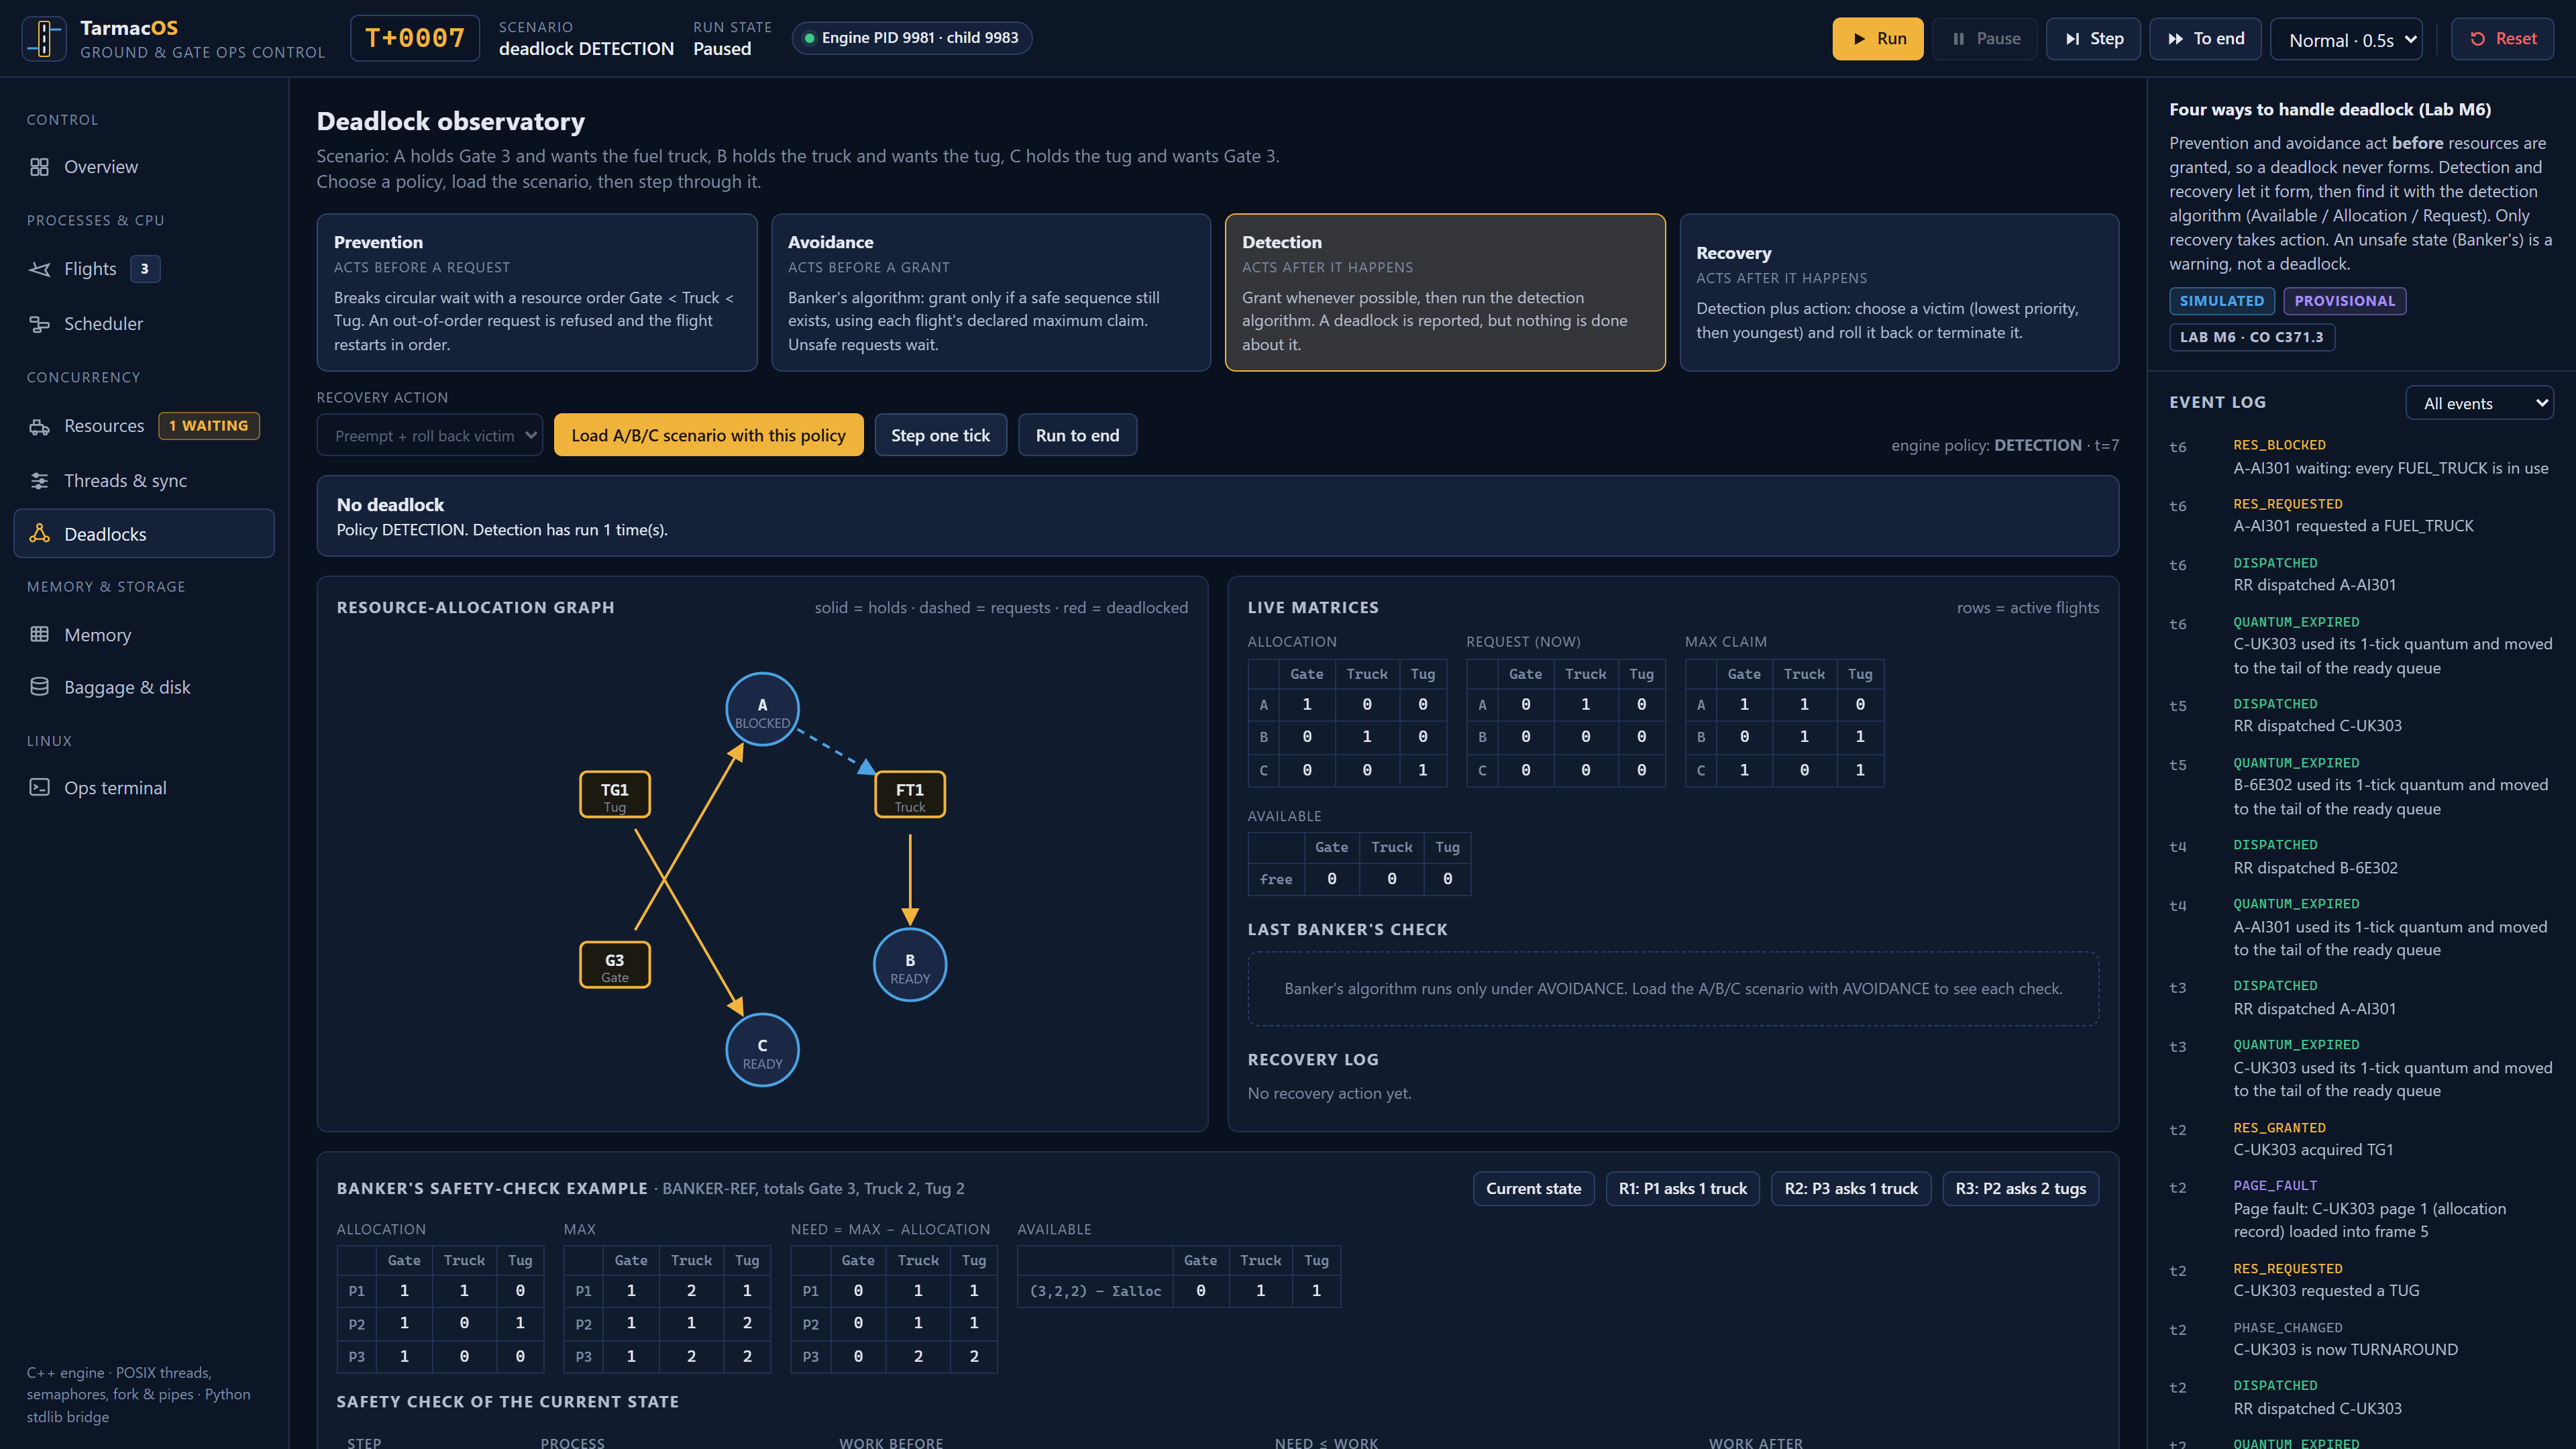 TarmacOS
GROUND & GATE OPS CONTROL
T+0007
SCENARIO
deadlock DETECTION
RUN STATE
Paused
Engine PID 9981 · child 9983
Run
Pause
Step
To end
Normal · 0.5s
Reset
CONTROL
Overview
PROCESSES & CPU
Flights 3
Scheduler
CONCURRENCY
Resources 1 WAITING
Threads & sync
Deadlocks
MEMORY & STORAGE
Memory
Baggage & disk
LINUX
Ops terminal
C++ engine · POSIX threads,
semaphores, fork & pipes · Python
stdlib bridge
Deadlock observatory
Scenario: A holds Gate 3 and wants the fuel truck, B holds the truck and wants the tug, C holds the tug and wants Gate 3.
Choose a policy, load the scenario, then step through it.
Prevention
ACTS BEFORE A REQUEST
Breaks circular wait with a resource order Gate < Truck <
Tug. An out-of-order request is refused and the flight
restarts in order.
Avoidance
ACTS BEFORE A GRANT
Banker's algorithm: grant only if a safe sequence still
exists, using each flight's declared maximum claim.
Unsafe requests wait.
Detection
ACTS AFTER IT HAPPENS
Grant whenever possible, then run the detection
algorithm. A deadlock is reported, but nothing is done
about it.
Recovery
ACTS AFTER IT HAPPENS
Detection plus action: choose a victim (lowest priority,
then youngest) and roll it back or terminate it.
RECOVERY ACTION
Preempt + roll back victim
Load A/B/C scenario with this policy
Step one tick
Run to end
engine policy: DETECTION · t=7
No deadlock
Policy DETECTION. Detection has run 1 time(s).
RESOURCE-ALLOCATION GRAPH
solid = holds · dashed = requests · red = deadlocked
A
BLOCKED
TG1
Tug
FT1
Truck
G3
Gate
B
READY
C
READY
LIVE MATRICES
rows = active flights
ALLOCATION
Gate Truck Tug
A 1 0 0
B 0 1 0
C 0 0 1
REQUEST (NOW)
Gate Truck Tug
A 0 1 0
B 0 0 0
C 0 0 0
MAX CLAIM
Gate Truck Tug
A 1 1 0
B 0 1 1
C 1 0 1
AVAILABLE
Gate Truck Tug
free 0 0 0
LAST BANKER'S CHECK
Banker's algorithm runs only under AVOIDANCE. Load the A/B/C scenario with AVOIDANCE to see each check.
RECOVERY LOG
No recovery action yet.
BANKER'S SAFETY-CHECK EXAMPLE · BANKER-REF, totals Gate 3, Truck 2, Tug 2
Current state
R1: P1 asks 1 truck
R2: P3 asks 1 truck
R3: P2 asks 2 tugs
ALLOCATION
Gate Truck Tug
P1 1 1 0
P2 1 0 1
P3 1 0 0
MAX
Gate Truck Tug
P1 1 2 1
P2 1 1 2
P3 1 2 2
NEED = MAX − ALLOCATION
Gate Truck Tug
P1 0 1 1
P2 0 1 1
P3 0 2 2
AVAILABLE
Gate Truck Tug
(3,2,2) − Σalloc 0 1 1
SAFETY CHECK OF THE CURRENT STATE
STEP PROCESS WORK BEFORE NEED ≤ WORK WORK AFTER
Four ways to handle deadlock (Lab M6)
Prevention and avoidance act before resources are
granted, so a deadlock never forms. Detection and
recovery let it form, then find it with the detection
algorithm (Available / Allocation / Request). Only
recovery takes action. An unsafe state (Banker's) is a
warning, not a deadlock.
SIMULATED
PROVISIONAL
LAB M6 · CO C371.3
EVENT LOG
All events
t6 RES_BLOCKED
A-AI301 waiting: every FUEL_TRUCK is in use
t6 RES_REQUESTED
A-AI301 requested a FUEL_TRUCK
t6 DISPATCHED
RR dispatched A-AI301
t6 QUANTUM_EXPIRED
C-UK303 used its 1-tick quantum and moved
to the tail of the ready queue
t5 DISPATCHED
RR dispatched C-UK303
t5 QUANTUM_EXPIRED
B-6E302 used its 1-tick quantum and moved
to the tail of the ready queue
t4 DISPATCHED
RR dispatched B-6E302
t4 QUANTUM_EXPIRED
A-AI301 used its 1-tick quantum and moved
to the tail of the ready queue
t3 DISPATCHED
RR dispatched A-AI301
t3 QUANTUM_EXPIRED
C-UK303 used its 1-tick quantum and moved
to the tail of the ready queue
t2 RES_GRANTED
C-UK303 acquired TG1
t2 PAGE_FAULT
Page fault: C-UK303 page 1 (allocation
record) loaded into frame 5
t2 RES_REQUESTED
C-UK303 requested a TUG
t2 PHASE_CHANGED
C-UK303 is now TURNAROUND
t2 DISPATCHED
RR dispatched C-UK303
t2 QUANTUM_EXPIRED